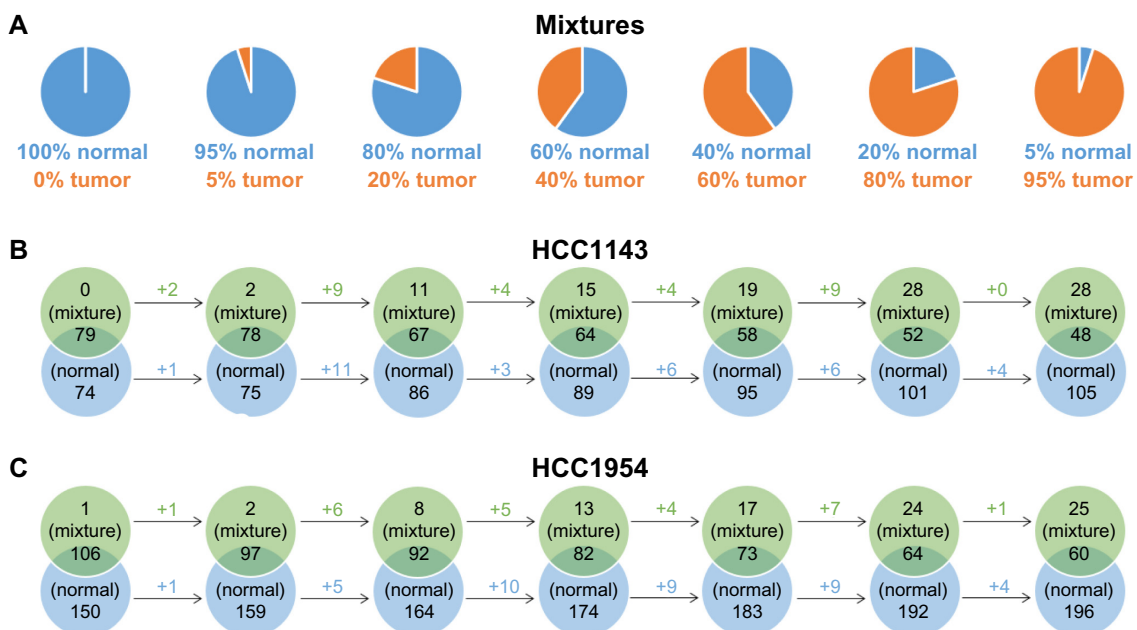 A
Mixtures
100% normal
0% tumor
95% normal
5% tumor
80% normal
20% tumor
60% normal
40% tumor
40% normal
60% tumor
20% normal
80% tumor
5% normal
95% tumor
B
HCC1143
0
(mixture)
79
(normal)
74
+2
+1
2
(mixture)
78
(normal)
75
+9
+11
11
(mixture)
67
(normal)
86
+4
+3
15
(mixture)
64
(normal)
89
+4
+6
19
(mixture)
58
(normal)
95
+9
+6
28
(mixture)
52
(normal)
101
+0
+4
28
(mixture)
48
(normal)
105
C
HCC1954
1
(mixture)
106
(normal)
150
+1
+1
2
(mixture)
97
(normal)
159
+6
+5
8
(mixture)
92
(normal)
164
+5
+10
13
(mixture)
82
(normal)
174
+4
+9
17
(mixture)
73
(normal)
183
+7
+9
24
(mixture)
64
(normal)
192
+1
+4
25
(mixture)
60
(normal)
196